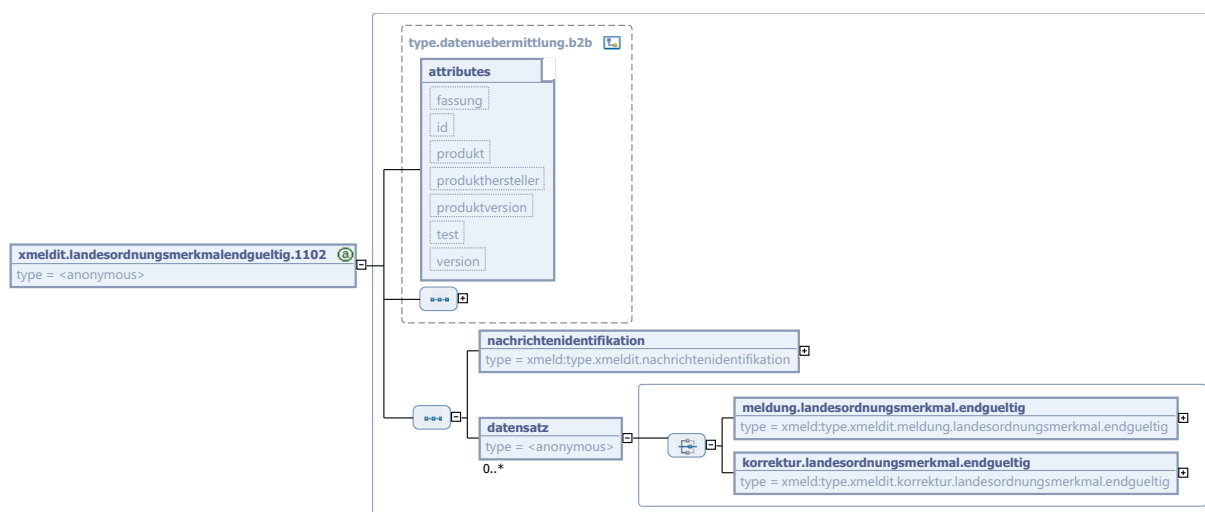 type.datenuebermittlung.b2b
attributes
fassung
id
produkt
produkthersteller
produktversion
test
version
xmeldit.landesordnungsmerkmalendgueltig.1102
type = <anonymous>
nachrichtenidentifikation
type = xmeld:type.xmeldit.nachrichtenidentifikation
datensatz
type = <anonymous>
0..*
meldung.landesordnungsmerkmal.endgueltig
type = xmeld:type.xmeldit.meldung.landesordnungsmerkmal.endgueltig
korrektur.landesordnungsmerkmal.endgueltig
type = xmeld:type.xmeldit.korrektur.landesordnungsmerkmal.endgueltig